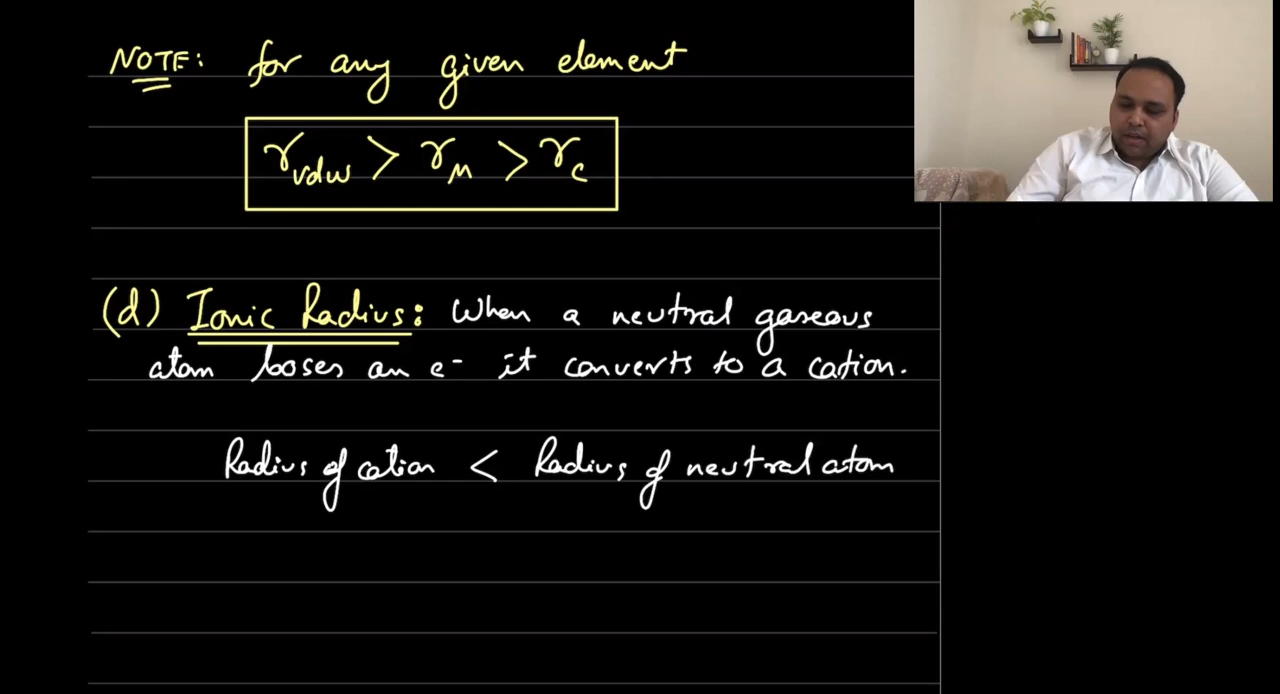 NOTE: for any given element
r_vdw > r_M > r_c
(d) Ionic Radius: When a neutral gaseous
atom looses an e⁻ it converts to a cation.
Radius of cation < Radius of neutral atom